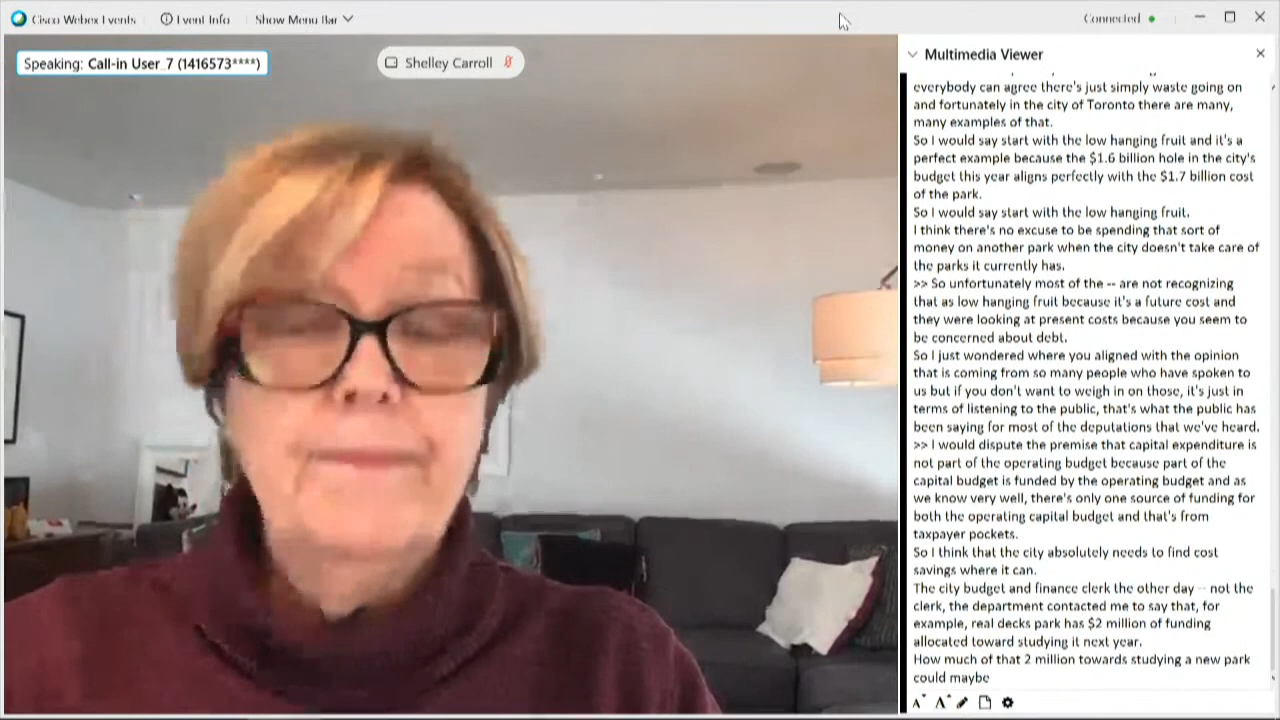 Cisco Webex Events
Event Info
Show Menu Bar
Connected
Speaking: Call-in User_7 (1416573****)
Shelley Carroll
Multimedia Viewer
everybody can agree there's just simply waste going on
and fortunately in the city of Toronto there are many,
many examples of that.
So I would say start with the low hanging fruit and it's a
perfect example because the $1.6 billion hole in the city's
budget this year aligns perfectly with the $1.7 billion cost
of the park.
So I would say start with the low hanging fruit.
I think there's no excuse to be spending that sort of
money on another park when the city doesn't take care of
the parks it currently has.
>> So unfortunately most of the -- are not recognizing
that as low hanging fruit because it's a future cost and
they were looking at present costs because you seem to
be concerned about debt.
So I just wondered where you aligned with the opinion
that is coming from so many people who have spoken to
us but if you don't want to weigh in on those, it's just in
terms of listening to the public, that's what the public has
been saying for most of the deputations that we've heard.
>> I would dispute the premise that capital expenditure is
not part of the operating budget because part of the
capital budget is funded by the operating budget and as
we know very well, there's only one source of funding for
both the operating capital budget and that's from
taxpayer pockets.
So I think that the city absolutely needs to find cost
savings where it can.
The city budget and finance clerk the other day -- not the
clerk, the department contacted me to say that, for
example, real decks park has $2 million of funding
allocated toward studying it next year.
How much of that 2 million towards studying a new park
could maybe